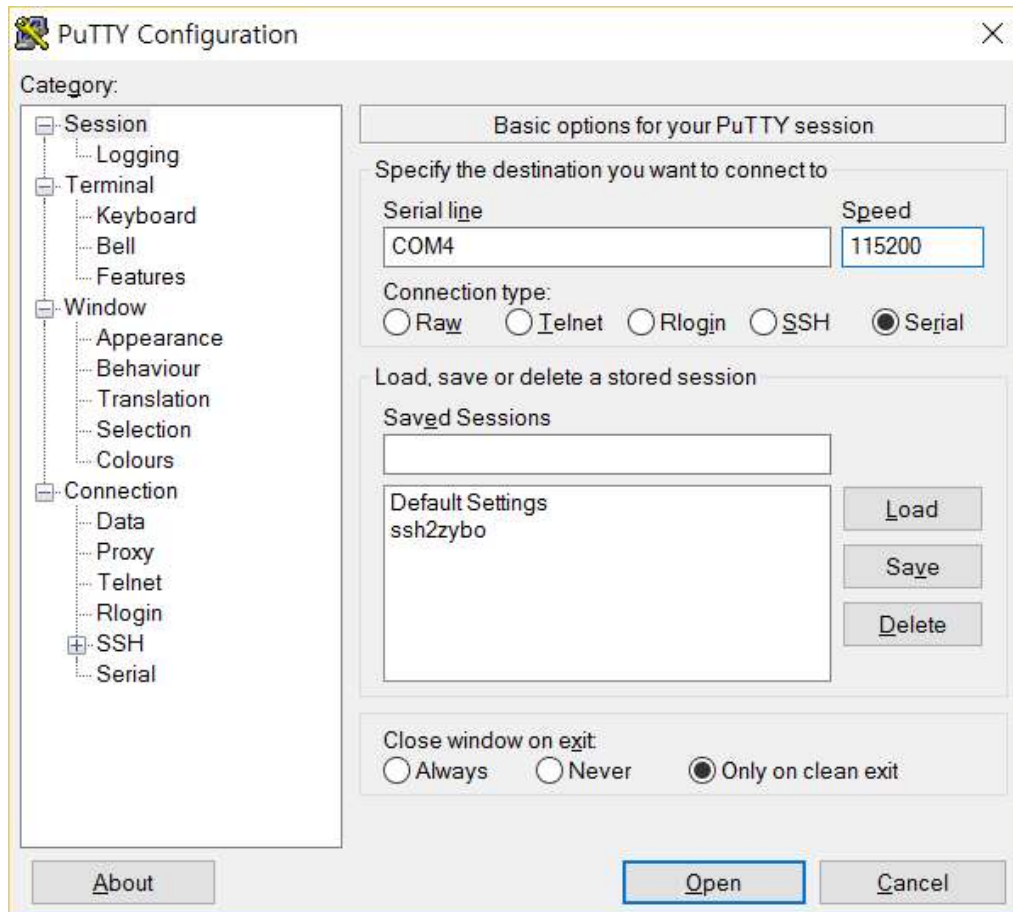 PuTTY Configuration
Category:
Session
Logging
Terminal
Keyboard
Bell
Features
Window
Appearance
Behaviour
Translation
Selection
Colours
Connection
Data
Proxy
Telnet
Rlogin
SSH
Serial
Basic options for your PuTTY session
Specify the destination you want to connect to
Serial line Speed
COM4 115200
Connection type:
Raw Telnet Rlogin SSH Serial
Load, save or delete a stored session
Saved Sessions
Default Settings
ssh2zybo
Load
Save
Delete
Close window on exit:
Always Never Only on clean exit
About Open Cancel